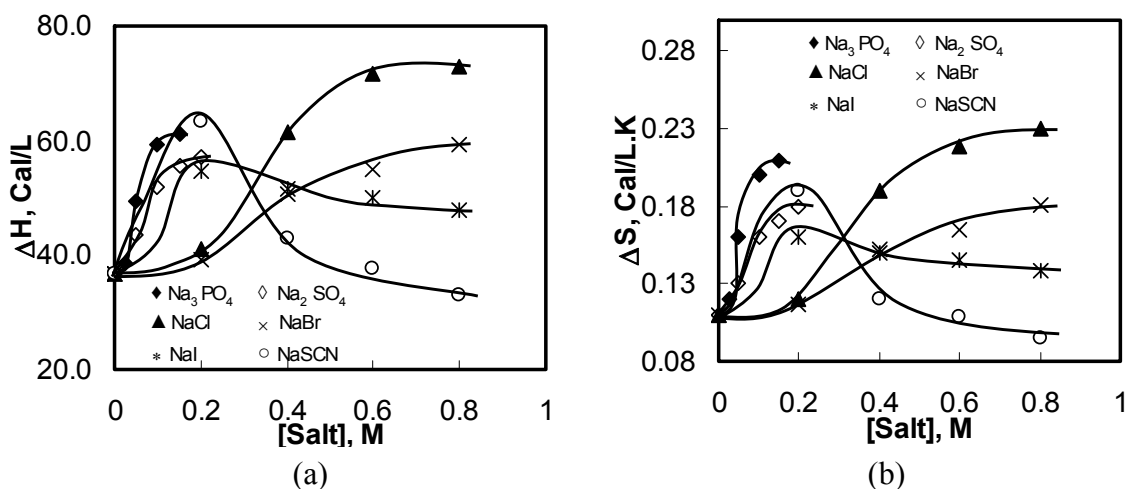 80.0
60.0
40.0
20.0
ΔH, Cal/L
Na₃ PO₄ Na₂ SO₄
NaCl NaBr
NaI NaSCN
0 0.2 0.4 0.6 0.8 1
[Salt], M
(a)
0.28
0.23
0.18
0.13
0.08
ΔS, Cal/L.K
Na₃ PO₄ Na₂ SO₄
NaCl NaBr
NaI NaSCN
0 0.2 0.4 0.6 0.8 1
[Salt], M
(b)